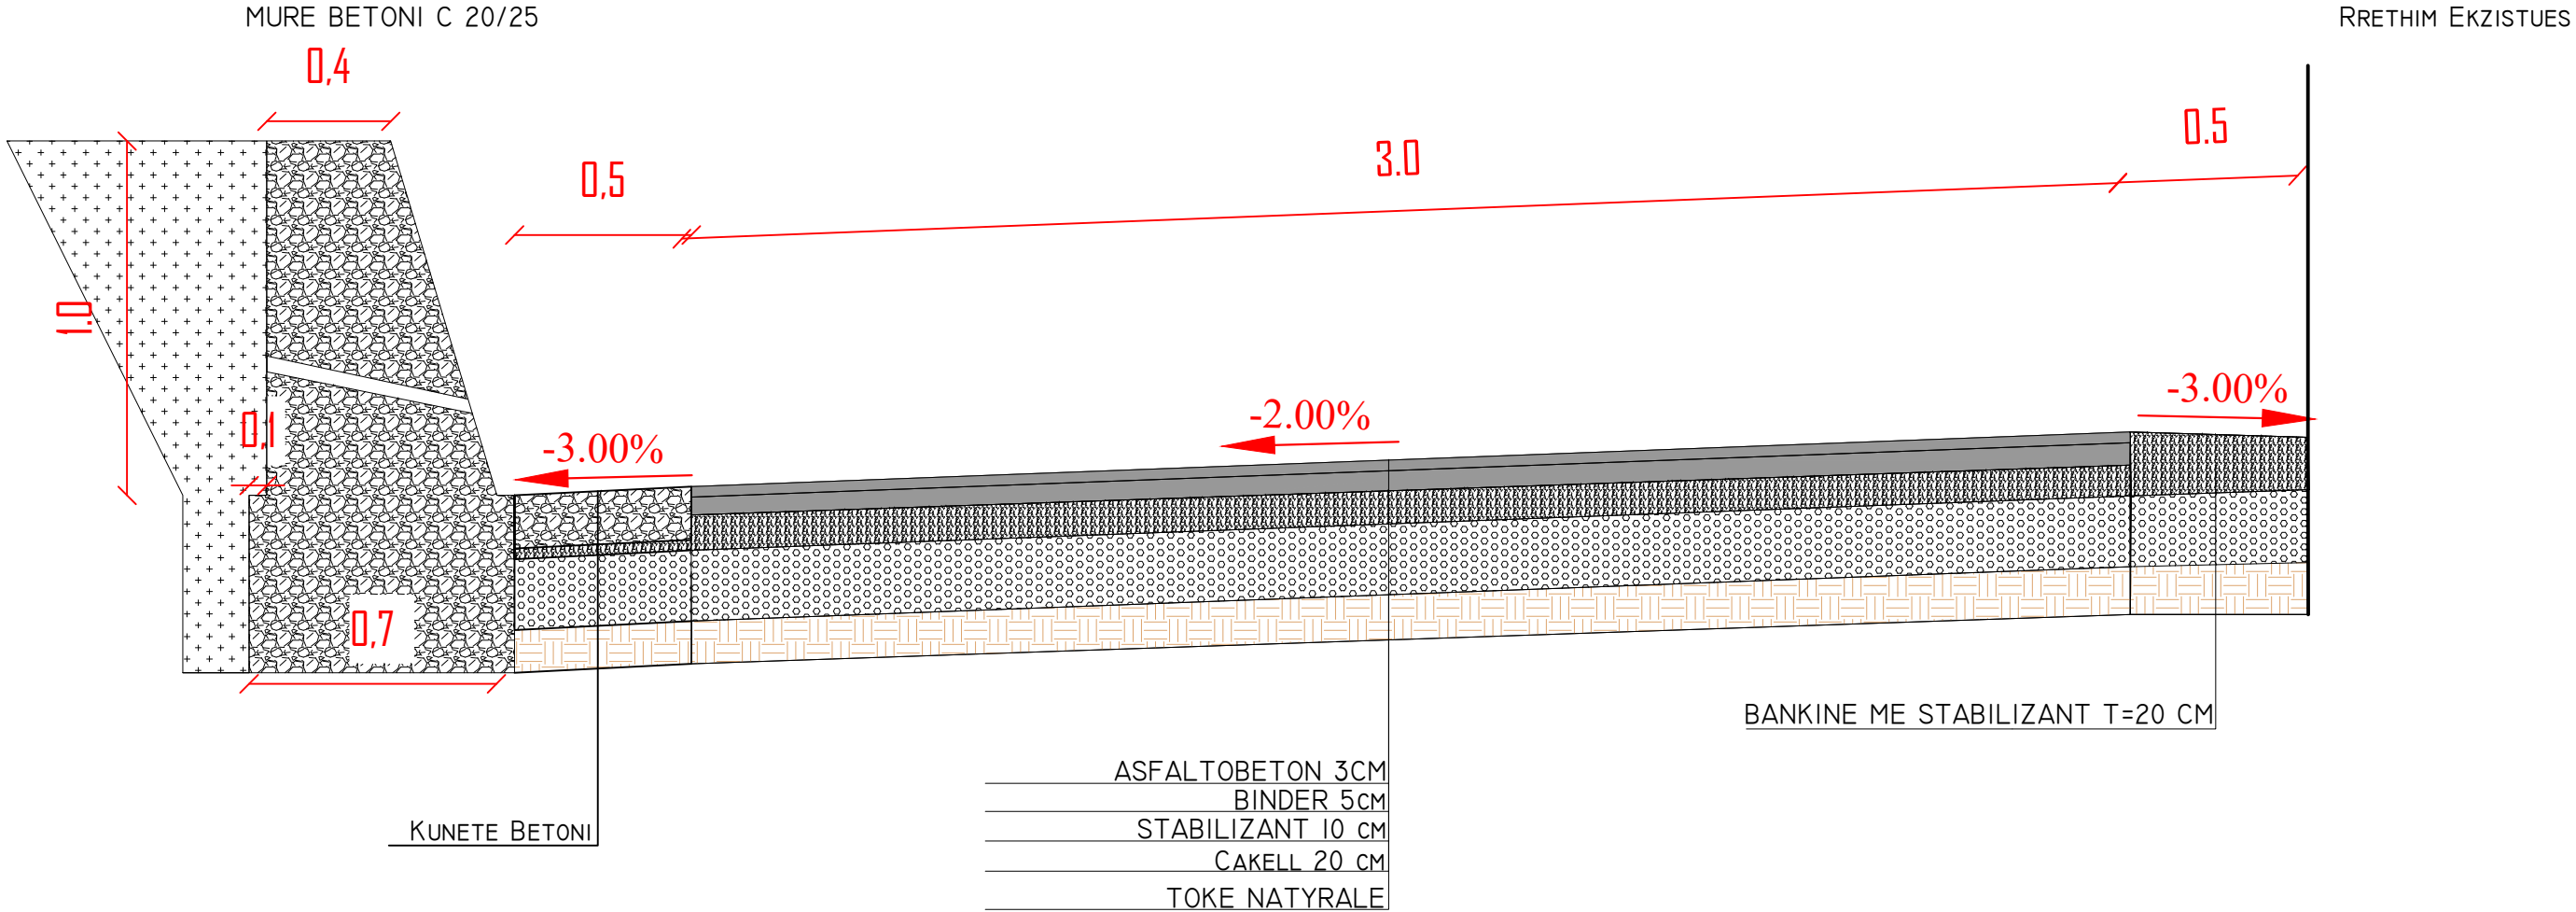 MURE BETONI C 20/25
RRETHIM EKZISTUES
0,4
0,5
3.0
0.5
1.0
0,1
-3.00%
-2.00%
-3.00%
0,7
BANKINE ME STABILIZANT T=20 CM
ASFALTOBETON 3CM
BINDER 5CM
STABILIZANT 10 CM
CAKELL 20 CM
TOKE NATYRALE
KUNETE BETONI